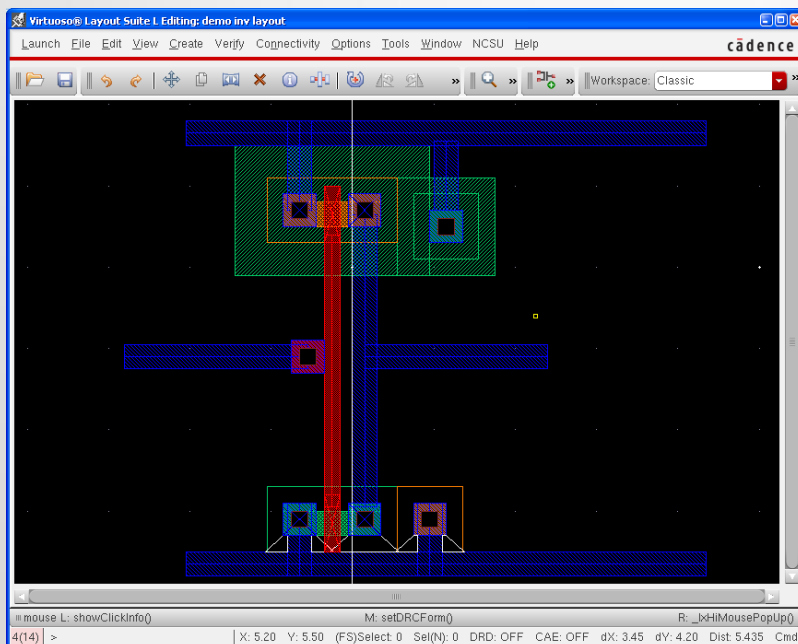 Virtuoso® Layout Suite L Editing: demo inv layout
Launch File Edit View Create Verify Connectivity Options Tools Window NCSU Help cādence
» » » Workspace: Classic »
mouse L: showClickInfo() M: setDRCForm() R: _lxHiMousePopUp()
4(14) > X: 5.20 Y: 5.50 (FS)Select: 0 Sel(N): 0 DRD: OFF CAE: OFF dX: 3.45 dY: 4.20 Dist: 5.435 Cmd